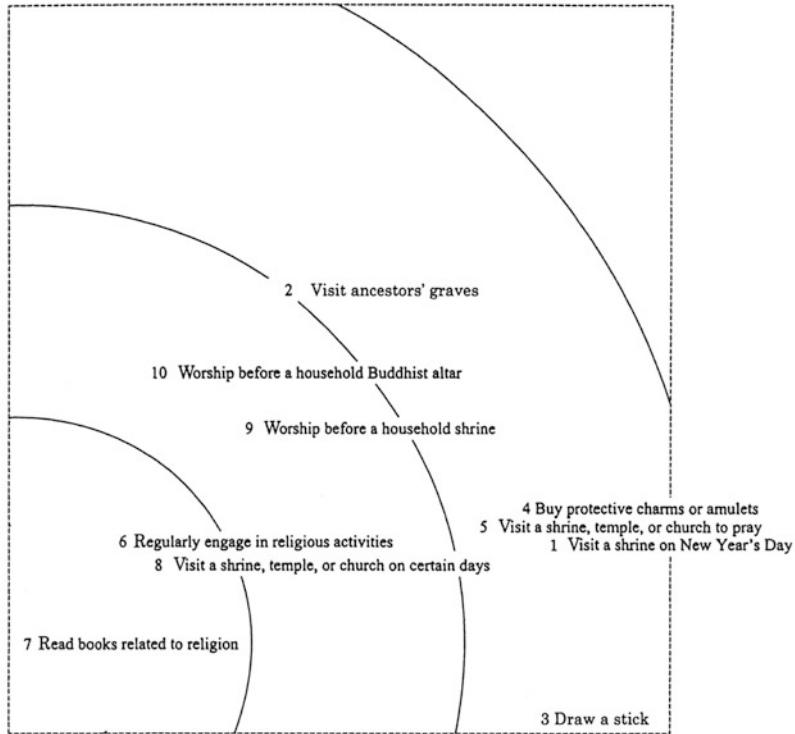 2 Visit ancestors' graves
10 Worship before a household Buddhist altar
9 Worship before a household shrine
4 Buy protective charms or amulets
5 Visit a shrine, temple, or church to pray
1 Visit a shrine on New Year's Day
6 Regularly engage in religious activities
8 Visit a shrine, temple, or church on certain days
7 Read books related to religion
3 Draw a stick